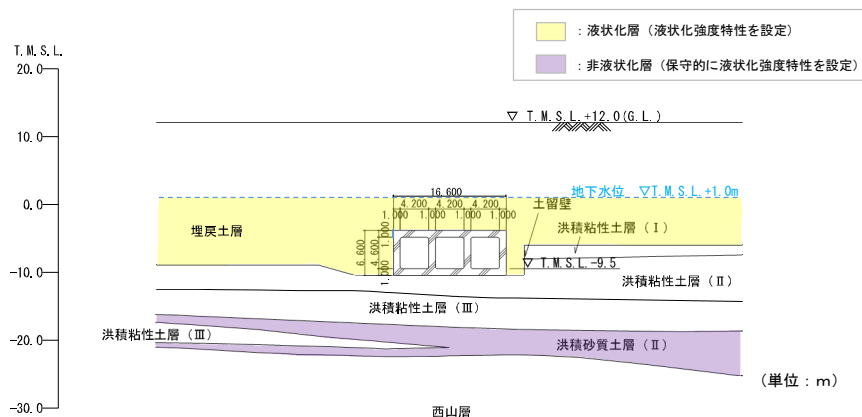 ：液状化層（液状化強度特性を設定）
：非液状化層（保守的に液状化強度特性を設定）
T.M.S.L.
20.0
10.0
0.0
-10.0
-20.0
-30.0
▽ T.M.S.L.+12.0(G.L.)
地下水位 ▽T.M.S.L.+1.0m
16.600
4.200 4.200 4.200
1.000 1.000 1.000 1.000
土留壁
埋戻土層
洪積粘性土層（Ⅰ）
1.000
6.600
4.600
1.000
▽ T.M.S.L.-9.5
洪積粘性土層（Ⅱ）
洪積粘性土層（Ⅲ）
洪積粘性土層（Ⅲ）
洪積砂質土層（Ⅱ）
（単位：m）
西山層